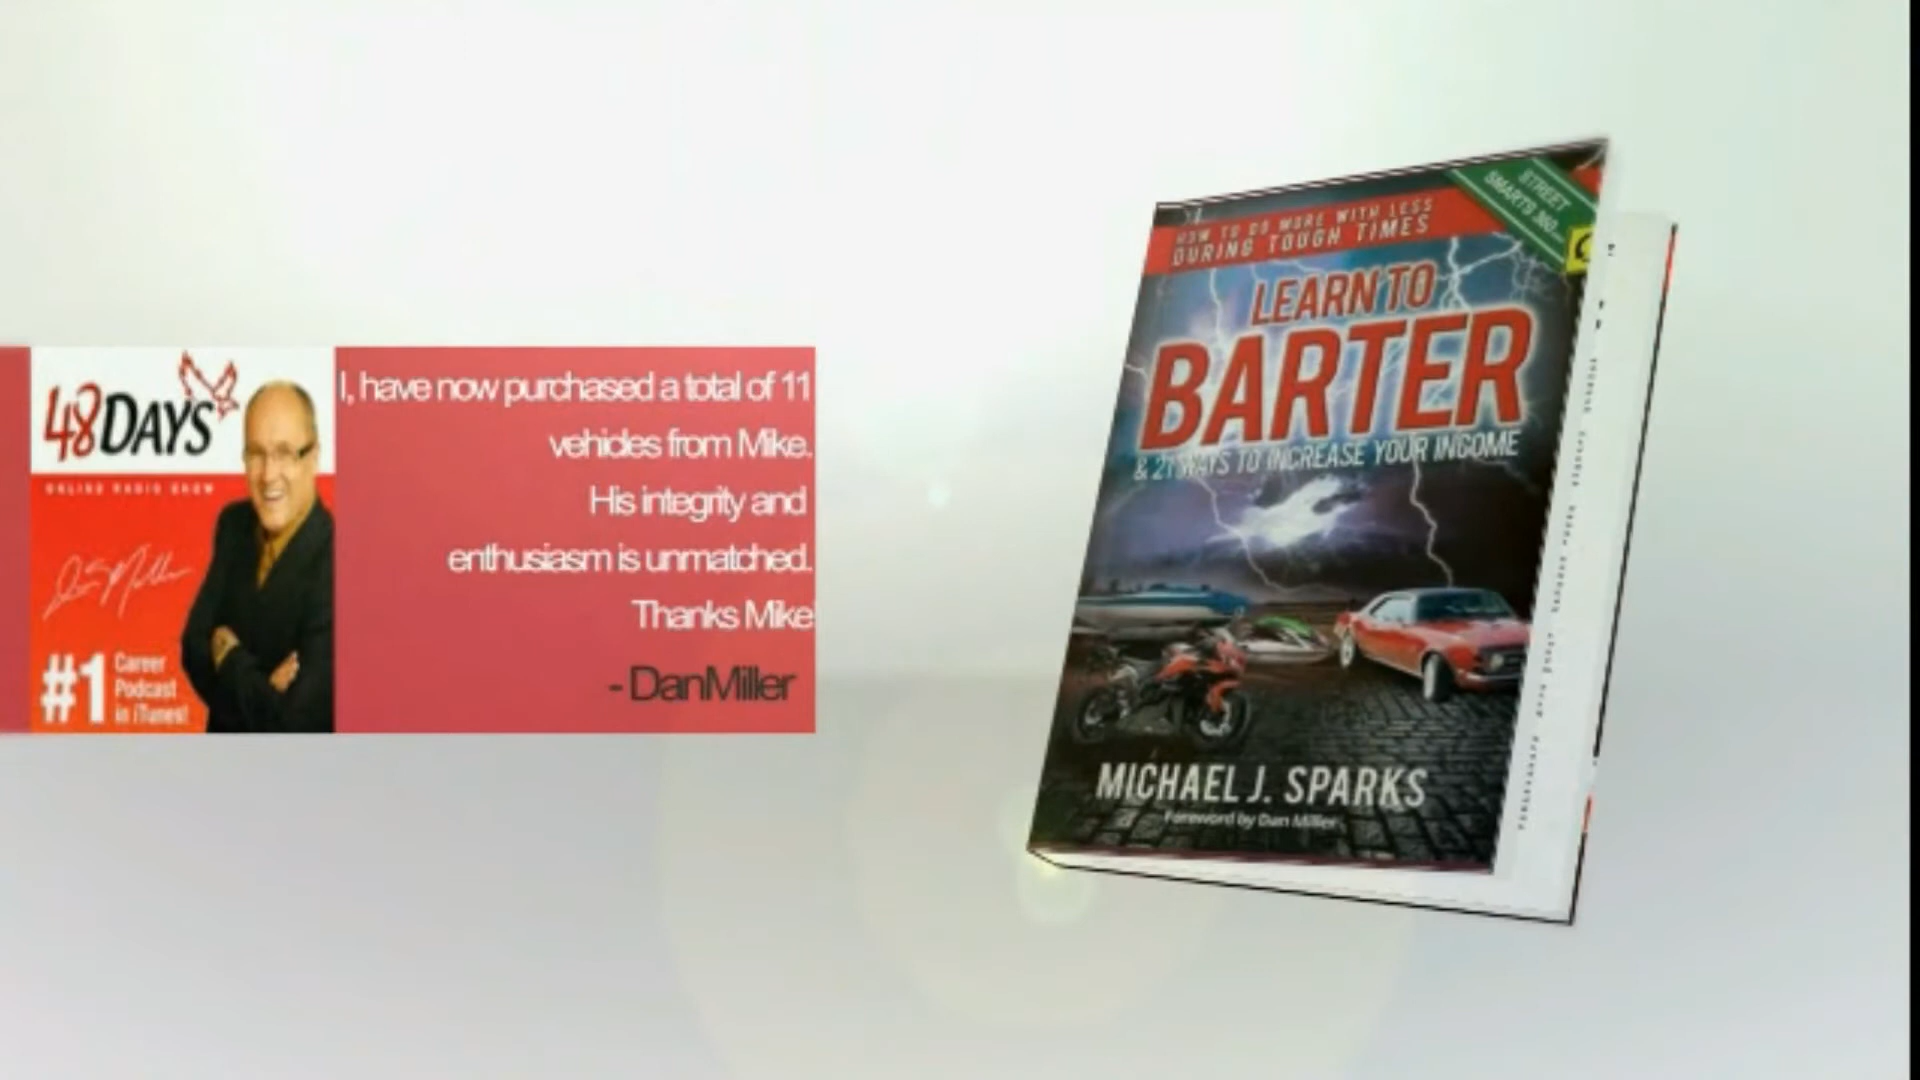 48DAYS
ONLINE RADIO SHOW
#1
Career
Podcast
in iTunes!
I, have now purchased a total of 11
vehicles from Mike.
His integrity and
enthusiasm is unmatched.
Thanks Mike
- DanMiller
STREET
SMARTS 360
HOW TO DO MORE WITH LESS
DURING TOUGH TIMES
LEARN TO
BARTER
& 21 WAYS TO INCREASE YOUR INCOME
MICHAEL J. SPARKS
Foreword by Dan Miller